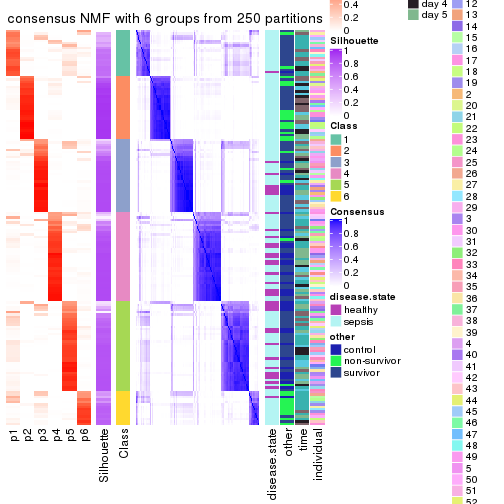 consensus NMF with 6 groups from 250 partitions
p1
p2
p3
p4
p5
p6
Silhouette
Class
disease.state
other
time
individual
0.4
0.2
0
Silhouette
1
0.8
0.6
0.4
0.2
0
Class
1
2
3
4
5
6
Consensus
1
0.8
0.6
0.4
0.2
0
disease.state
healthy
sepsis
other
control
non-survivor
survivor
day 4
day 5
12
13
14
15
16
17
18
19
2
20
21
22
23
24
25
26
27
28
29
3
30
31
32
33
34
35
36
37
38
39
4
40
41
42
43
44
45
46
47
48
49
5
50
51
52